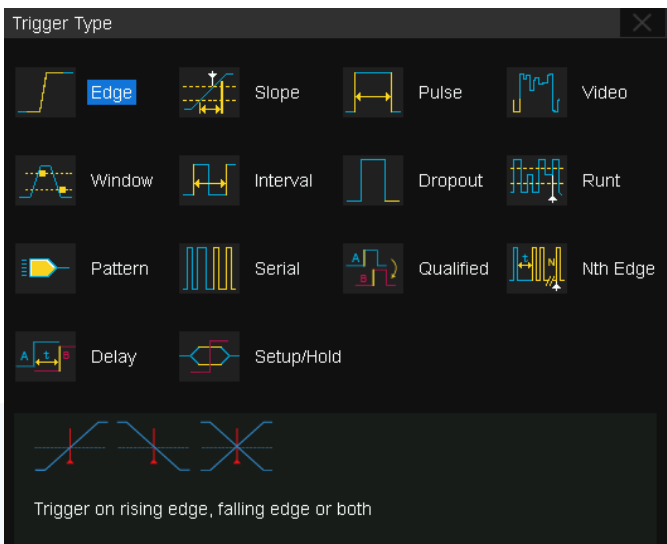 Trigger Type
Edge Slope Pulse Video
Window Interval Dropout Runt
Pattern Serial A B Qualified t N Nth Edge
A t B Delay Setup/Hold
Trigger on rising edge, falling edge or both